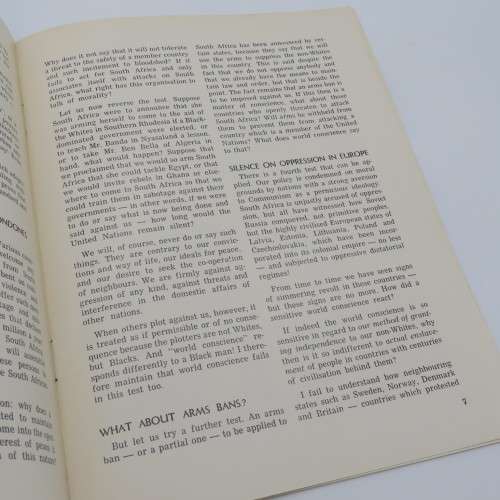 Why does it not say that it will not tolerate
a threat to the safety of a member country
and such incitement to bloodshed? If it
fails to act for South Africa and only
associates itself with attacks on South
Africa, what right has this organisation to
talk of morality?
Let us now reverse the test. Suppose
South Africa were to announce that she
was arming herself to come to the aid of
the Whites in Southern Rhodesia if a Black-
dominated government were elected, or
to teach Mr. Banda in Nyasaland a lesson,
or to take Mr. Ben Bella of Algeria in
hand, what would happen? Suppose that
we proclaimed that we would so arm South
Africa that she could tackle Egypt, or that
we would invite rebels in Ghana or else-
where to come to South Africa so that we
could train them in sabotage against their
governments — in other words, if we were
to do or say what is now being done and
said against us — how long would the
United Nations remain silent?
We will, of course, never do or say such
things. They are contrary to our convic-
tions and way of life, our ideals for peace,
and our desire to seek the co-operation
of neighbours. We are firmly against ag-
gression of any kind, against threats and
interference in the domestic affairs of
other nations.
When others plot against us, however, it
is treated as if permissible or of no conse-
quence because the plotters are not Whites,
but Blacks. And "world conscience" re-
sponds differently to a Black man! I there-
fore maintain that world conscience fails
in this test too.
WHAT ABOUT ARMS BANS?
But let us try a further test. An arms
ban — or a partial one — to be applied to
South Africa has been announced by cer-
tain states, because they say that we will
use the arms to suppress the non-Whites
in this country. This is said despite the
fact that we do not oppress anybody and
that we already have the means to main-
tain law and order, but that is beside the
point. The fact remains that an arms ban is
to be imposed against us. If this then is a
matter of conscience, what about those
countries who openly threaten to attack
South Africa? Will arms be withheld from
them to prevent them from attacking a
country which is a member of the United
Nations? What does world conscience say
to that?
SILENCE ON OPPRESSION IN EUROPE
There is a fourth test that can be ap-
plied. Our policy is condemned on moral
grounds by nations with a strong aversion
to Communism as a pernicious ideology.
South Africa is unjustly accused of oppres-
sion, but all have witnessed how Soviet
Russia conquered, not primitive peoples,
but the highly civilised European states of
Latvia, Estonia, Lithuania, Poland and
Czechoslovakia, which have been incor-
porated into its colonial empire — no less
— and subjected to oppressive dictatorial
regimes!
From time to time we have seen signs
of simmering revolt in these countries —
but these signs are no more. How did a
sensitive world conscience react?
If indeed the world conscience is so
sensitive in regard to our method of grant-
ing independence to our non-Whites, why
then is it so indifferent to actual enslave-
ment of people in countries with centuries
of civilisation behind them?
I fail to understand how neighbouring
states such as Sweden, Norway, Denmark
and Britain — countries which protested
7